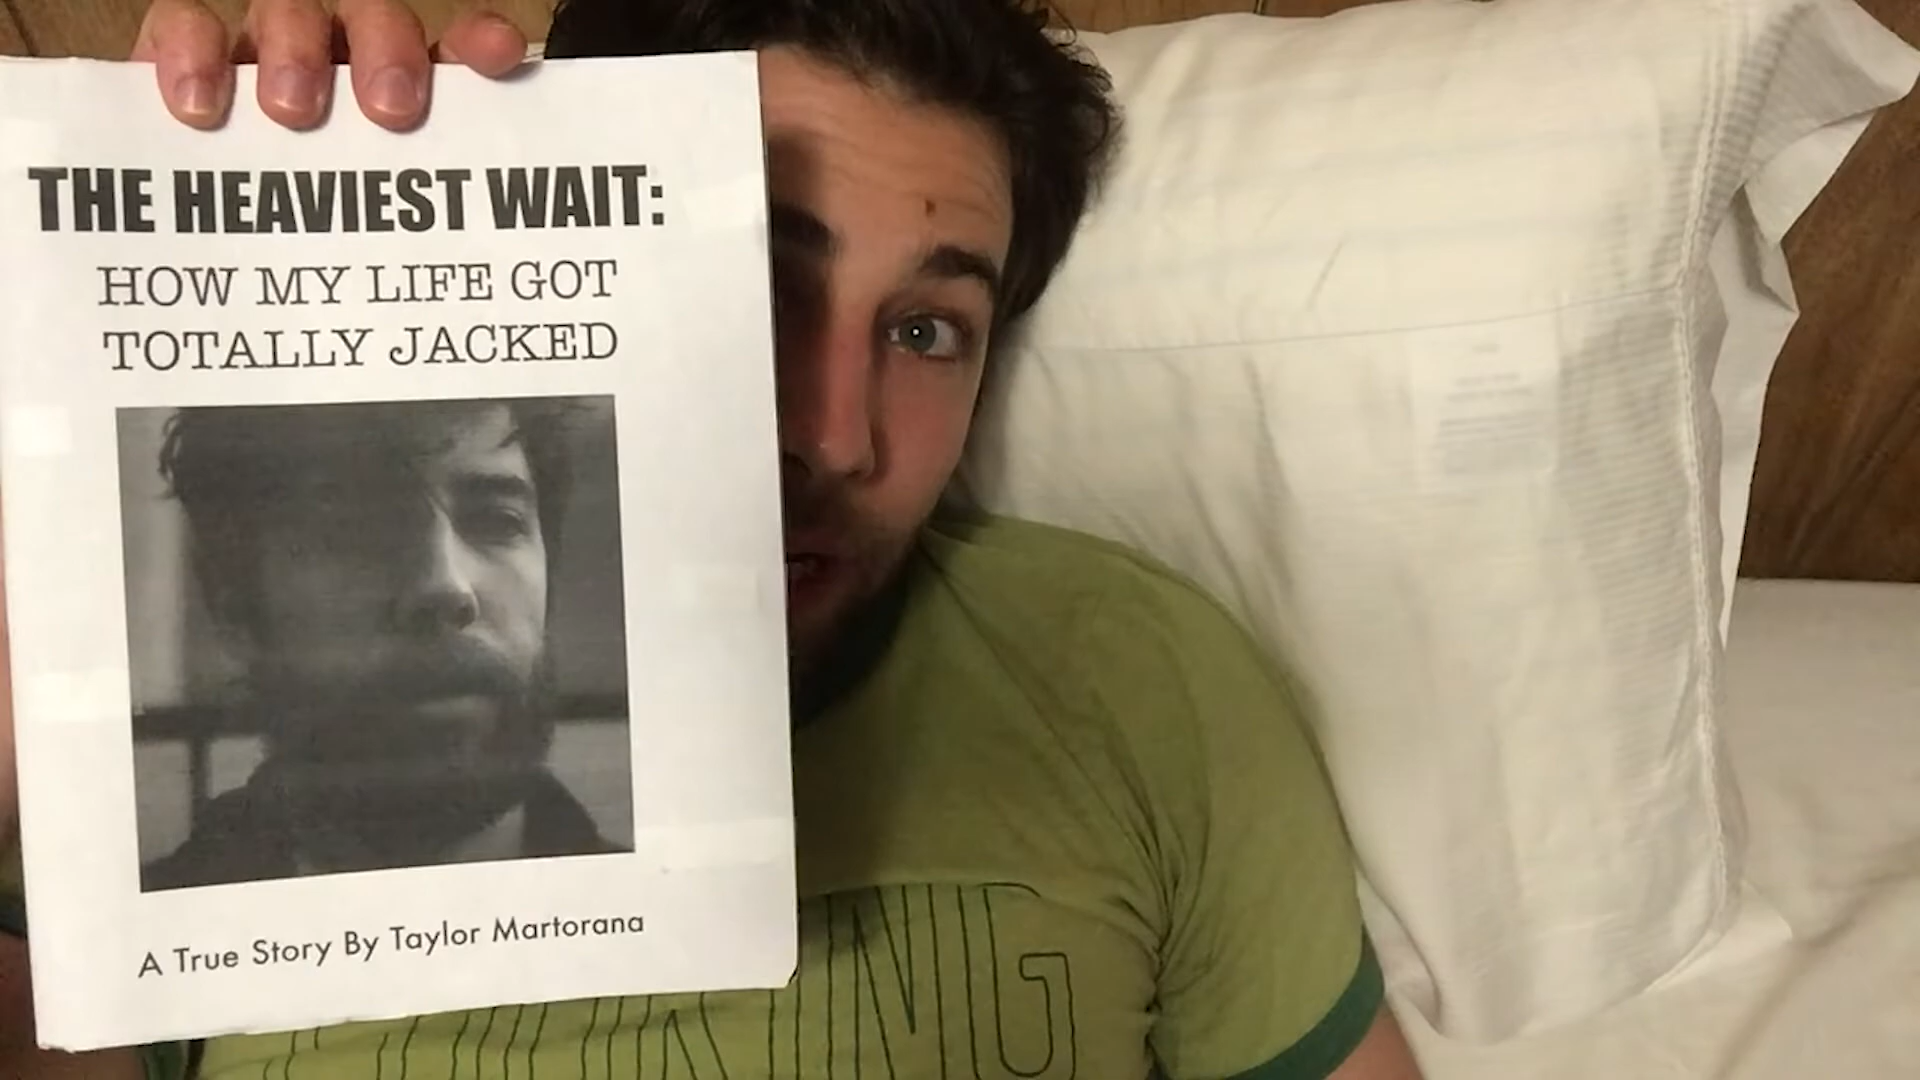 THE HEAVIEST WAIT:
HOW MY LIFE GOT
TOTALLY JACKED
A True Story By Taylor Martorana